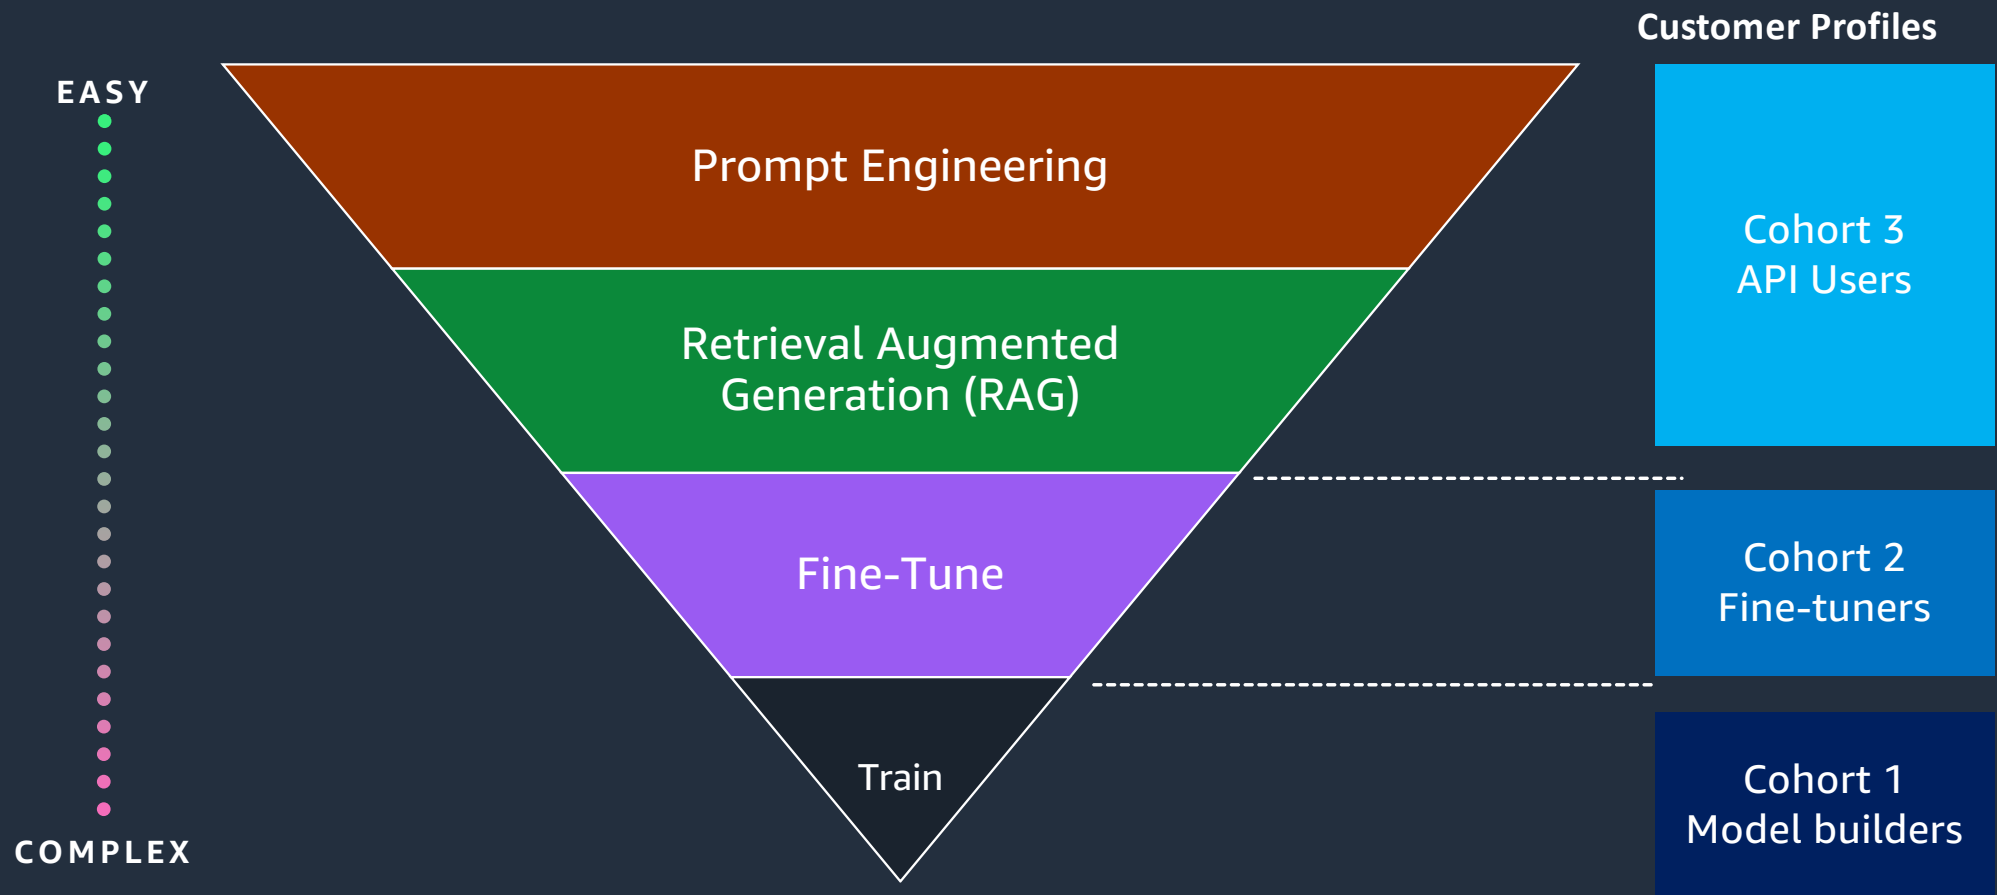 Customer Profiles
EASY
Prompt Engineering
Retrieval Augmented
Generation (RAG)
Fine-Tune
Train
COMPLEX
Cohort 3
API Users
Cohort 2
Fine-tuners
Cohort 1
Model builders